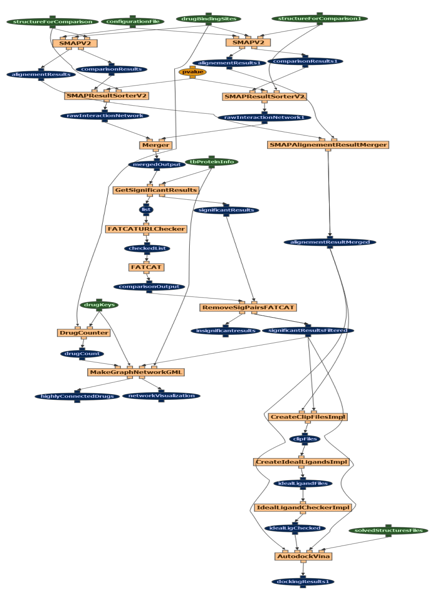 structureForComparison configurationFile drugBindingSites structureForComparison1
SMAPV2 SMAPV2
alignementResults comparisonResults pvalue alignementResults1 comparisonResults1
SMAPResultSorterV2 SMAPResultSorterV2
rawInteractionNetwork rawInteractionNetwork1
Merger SMAPAlignementResultMerger
mergedOutput tbProteinInfo
GetSignificantResults
list significantResults
FATCATURLChecker
checkedList alignementResultMerged
FATCAT
comparisonOutput
drugKeys RemoveSigPairsFATCAT
DrugCounter insignificantresults significantResultsFiltered
drugCount
MakeGraphNetworkGML
highlyConnectedDrugs networkVisualization
CreateClipFilesImpl
clipFiles
CreateIdealLigandsImpl
idealLigandFiles
IdealLigandCheckerImpl
idealLigChecked solvedStructuresFiles
AutodockVina
dockingResults1